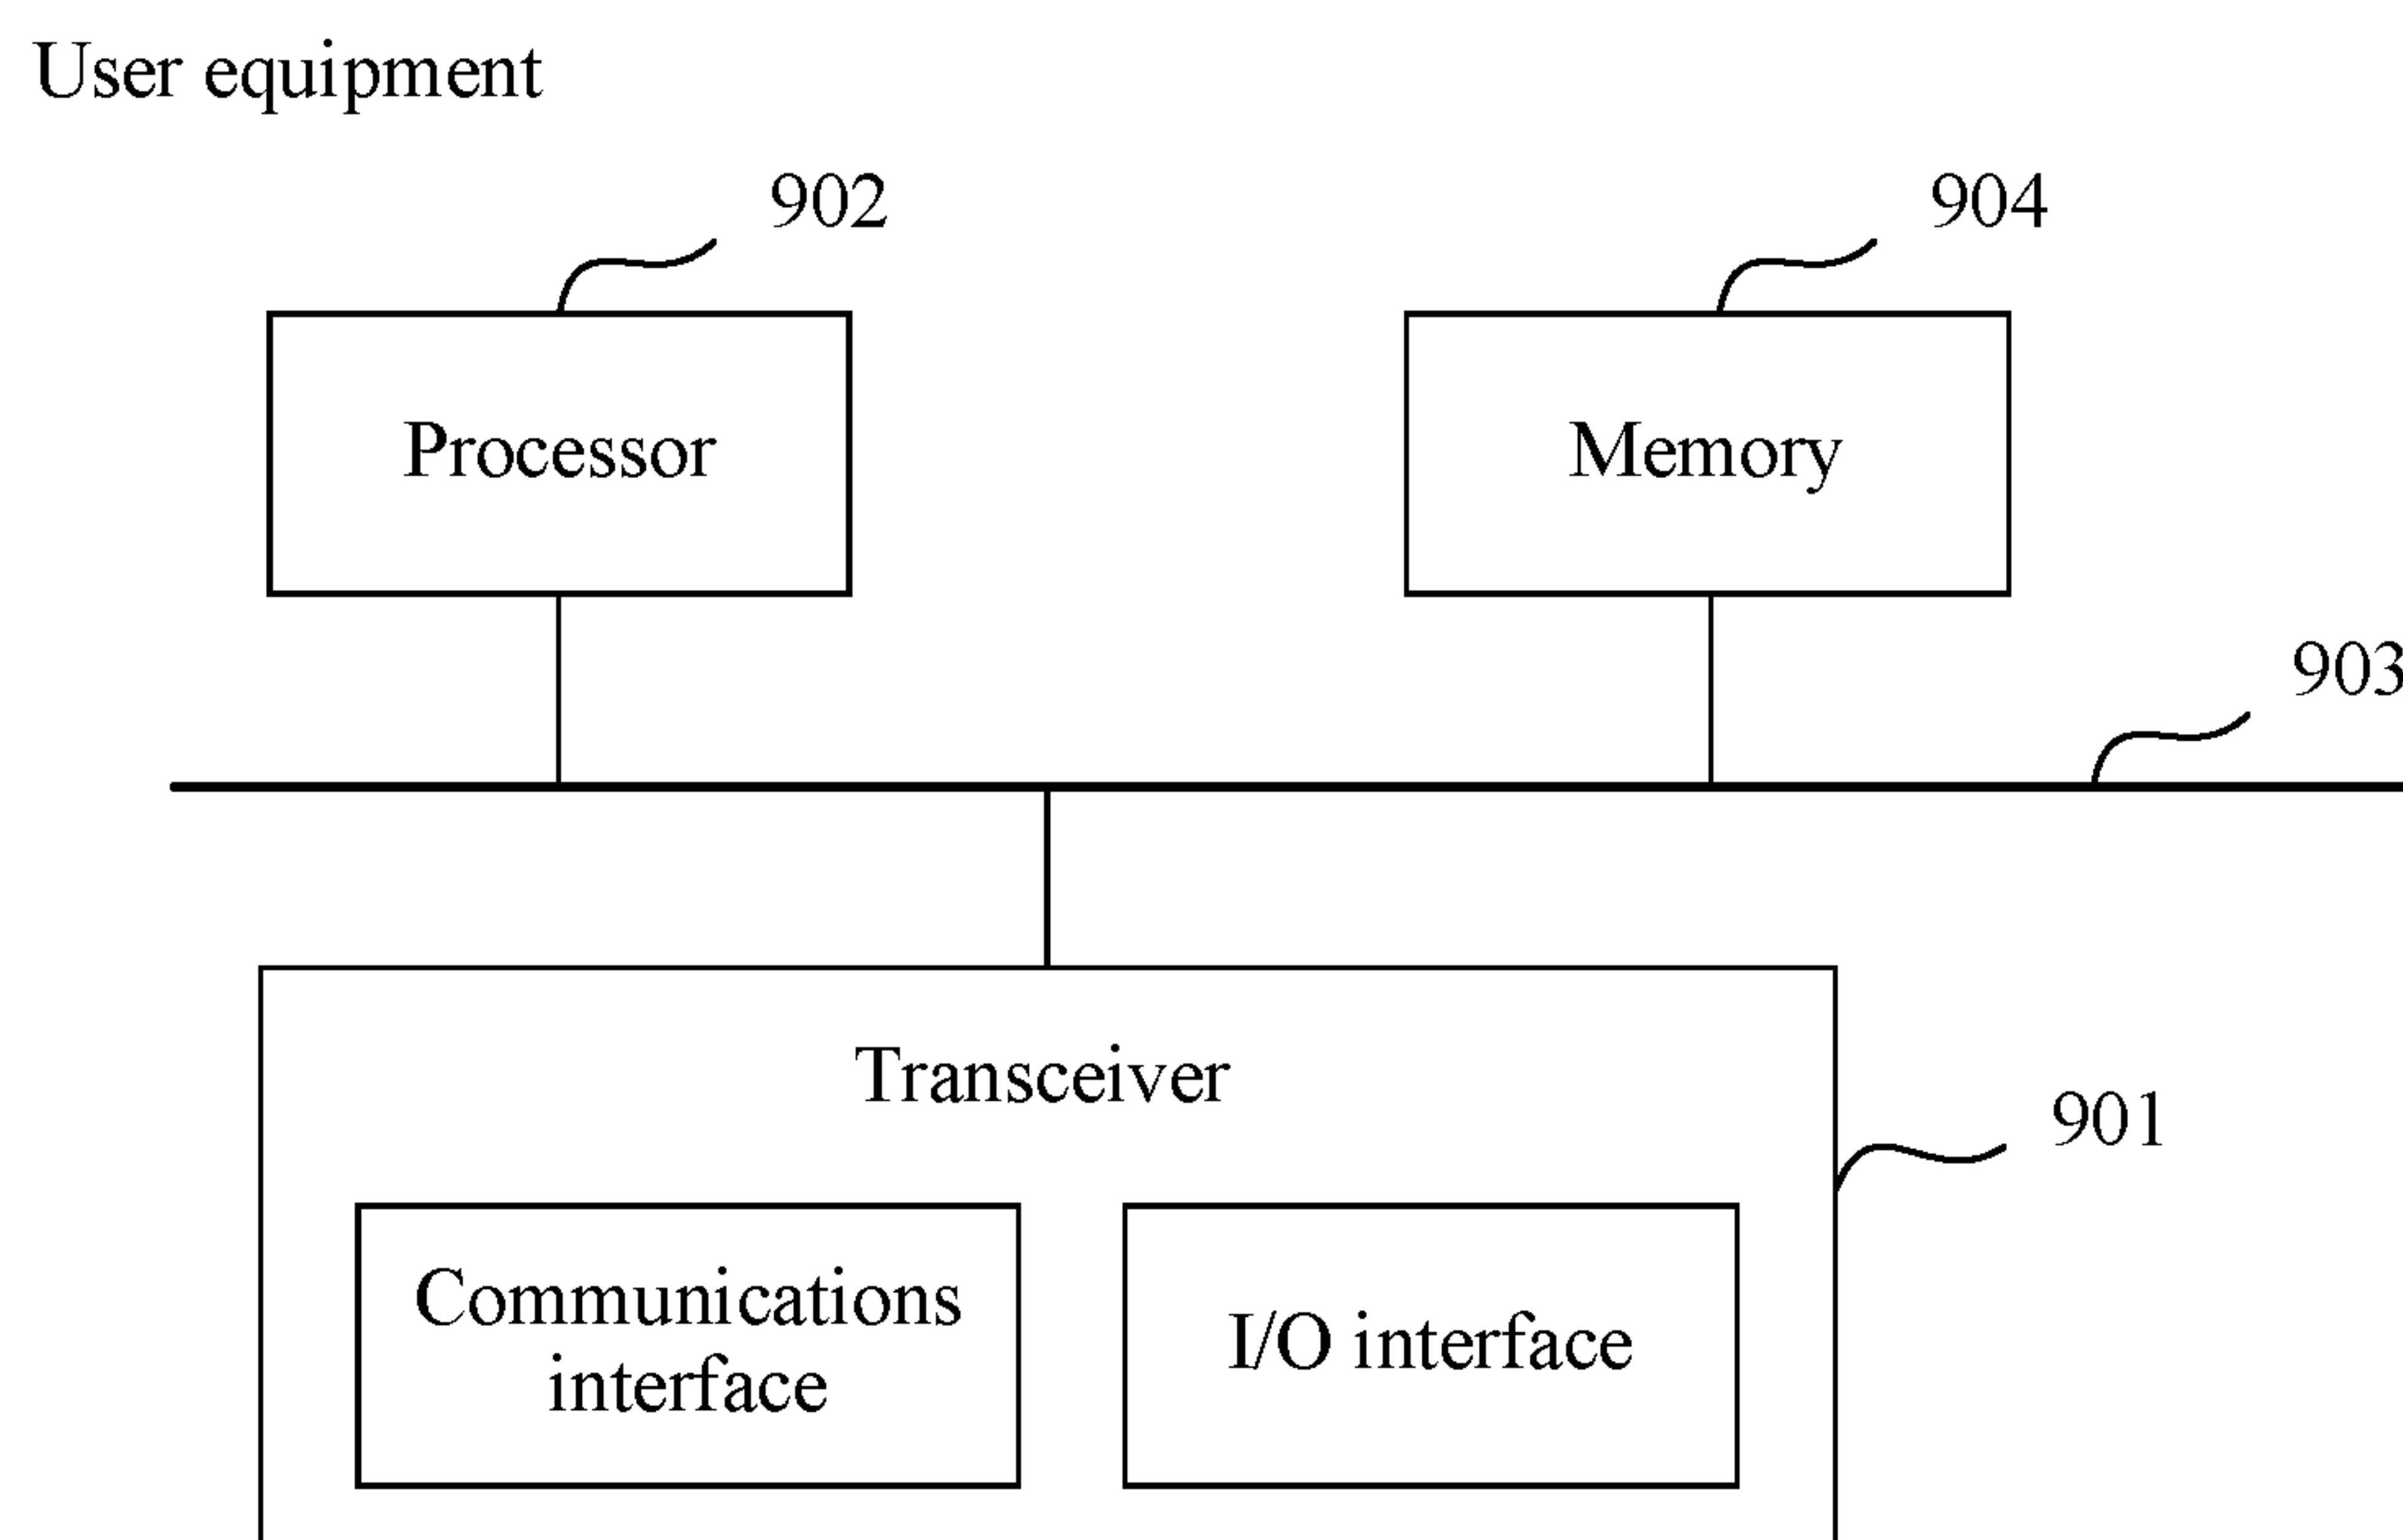 User equipment
902
904
Processor
Memory
903
Transceiver
901
Communications
interface
I/O interface